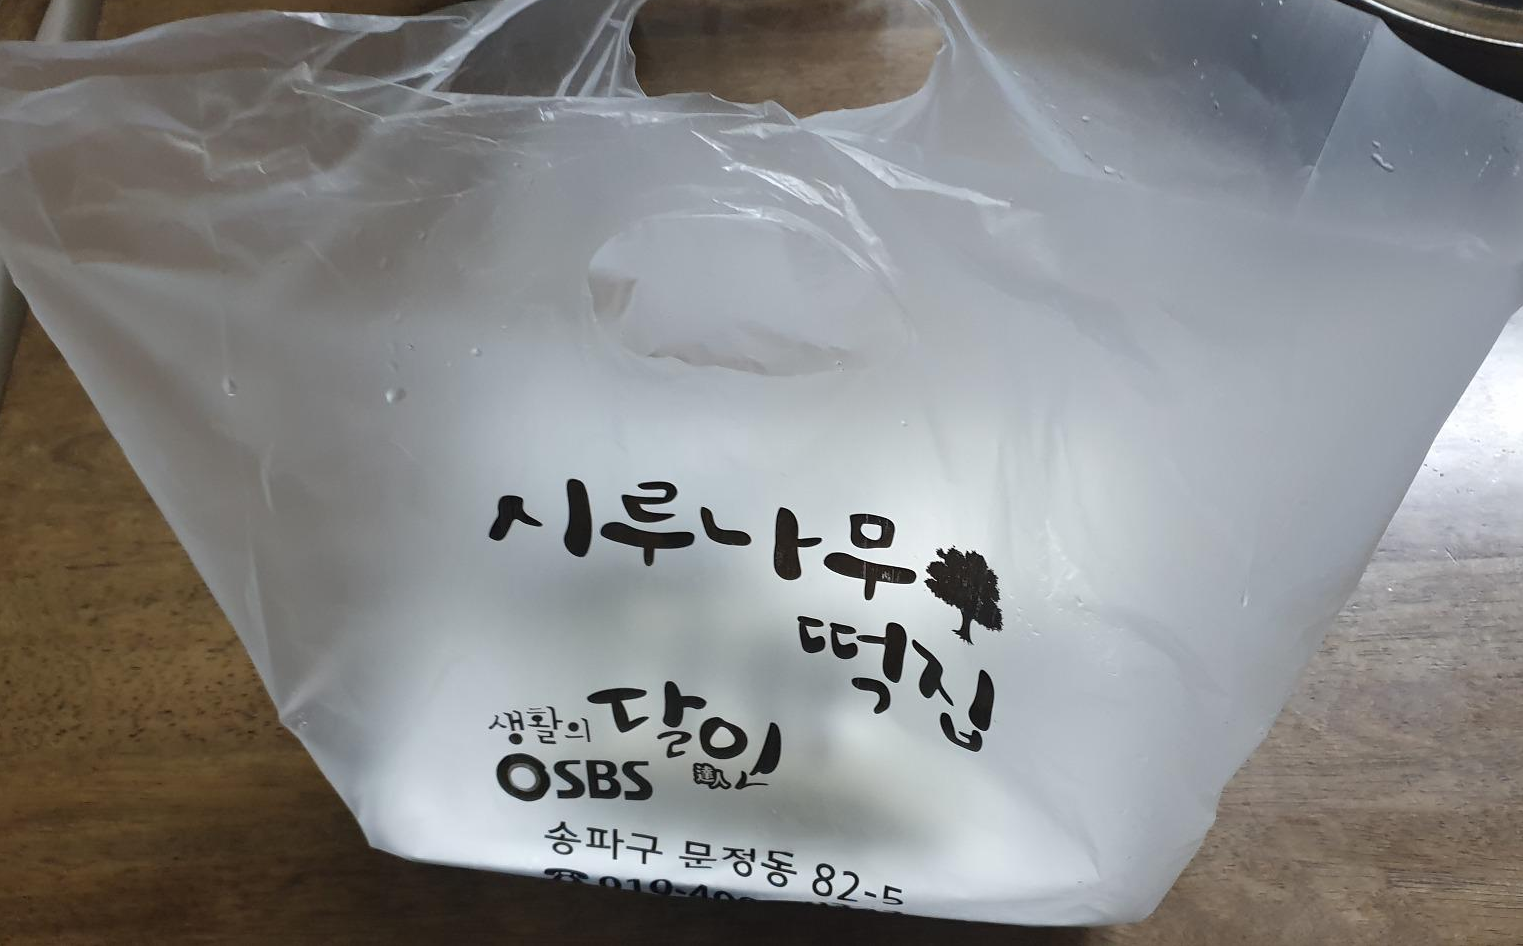 시루나무
떡집
생활의 달인
SBS 達人
송파구 문정동 82-5